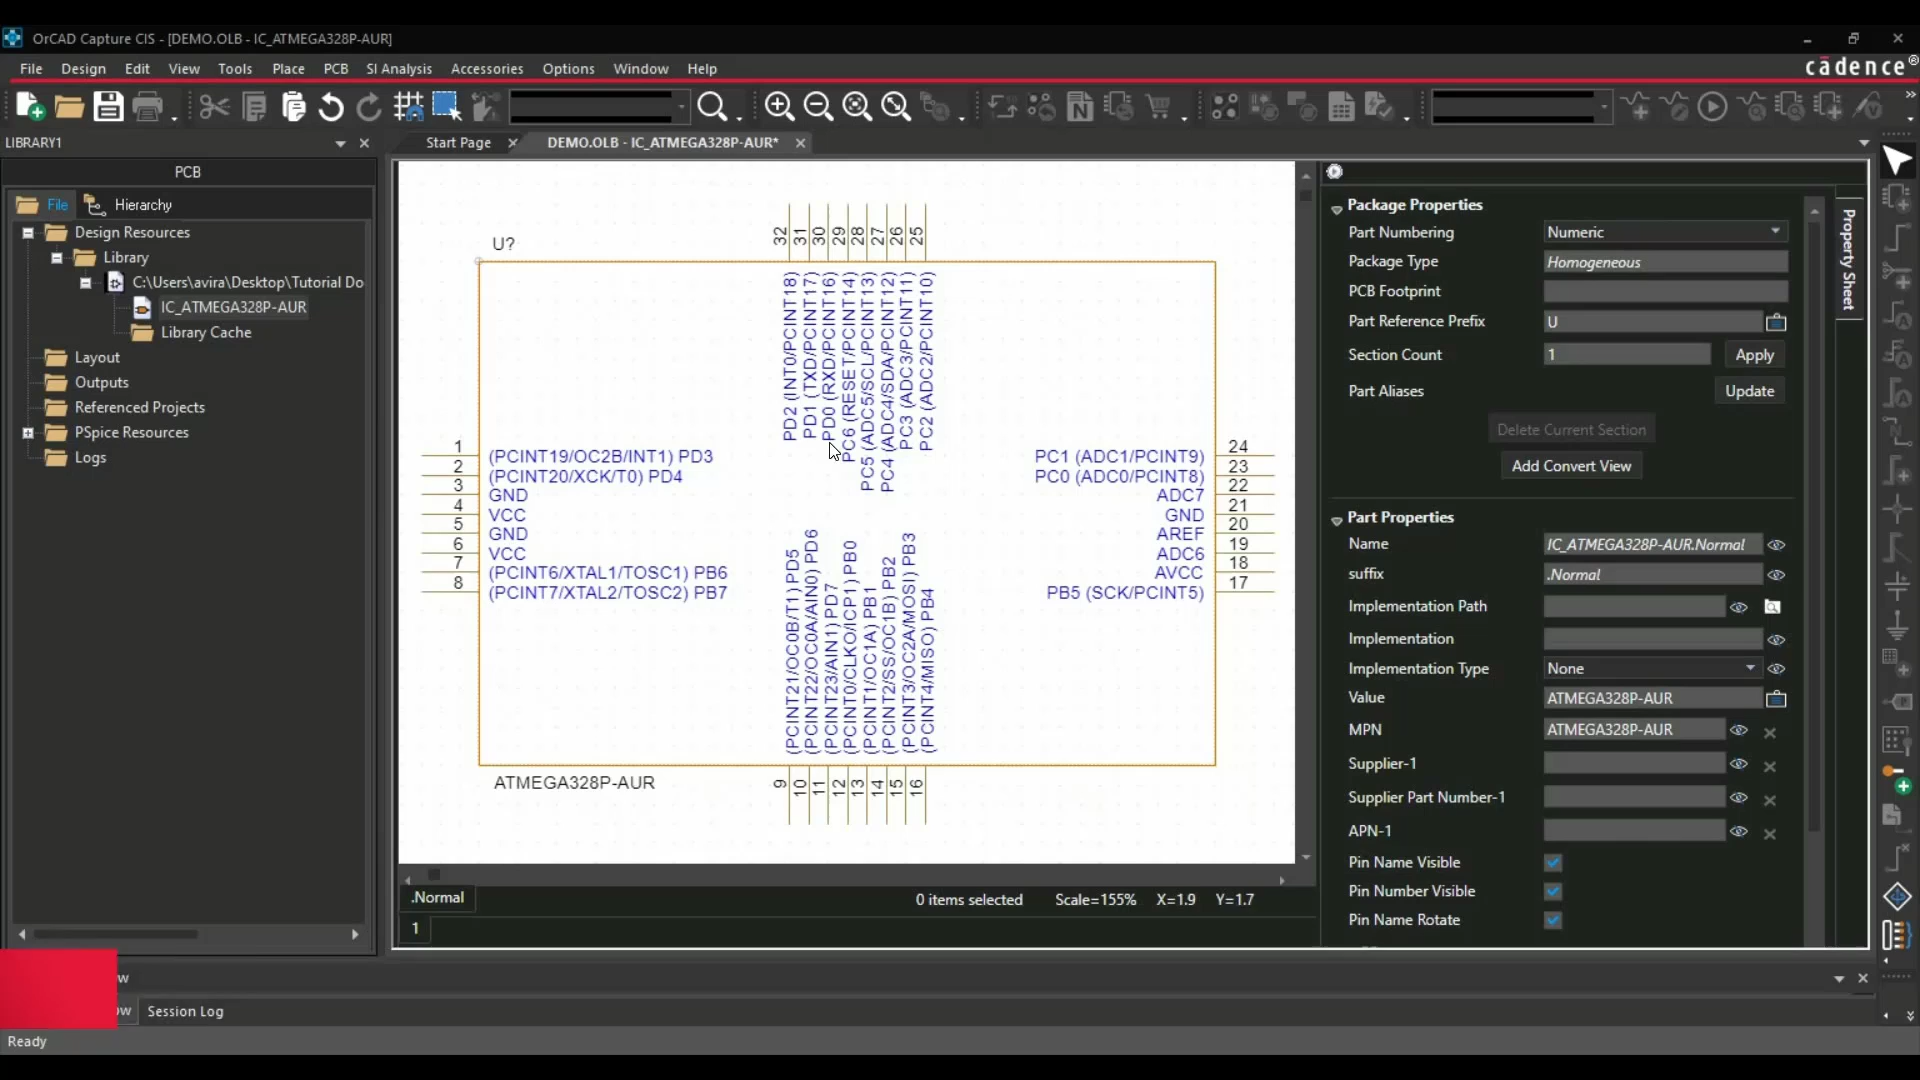 OrCAD Capture CIS - [DEMO.OLB - IC_ATMEGA328P-AUR]
File Design Edit View Tools Place PCB SI Analysis Accessories Options Window Help
cādence®
LIBRARY1
Start Page
DEMO.OLB - IC_ATMEGA328P-AUR*
PCB
File
Hierarchy
Design Resources
Library
C:\Users\avira\Desktop\Tutorial Do
IC_ATMEGA328P-AUR
Library Cache
Layout
Outputs
Referenced Projects
PSpice Resources
Logs
U?
32 31 30 29 28 27 26 25
PD2 (INT0/PCINT18)
PD1 (TXD/PCINT17)
PD0 (RXD/PCINT16)
PC6 (RESET/PCINT14)
PC5 (ADC5/SCL/PCINT13)
PC4 (ADC4/SDA/PCINT12)
PC3 (ADC3/PCINT11)
PC2 (ADC2/PCINT10)
1 (PCINT19/OC2B/INT1) PD3
2 (PCINT20/XCK/T0) PD4
3 GND
4 VCC
5 GND
6 VCC
7 (PCINT6/XTAL1/TOSC1) PB6
8 (PCINT7/XTAL2/TOSC2) PB7
PC1 (ADC1/PCINT9) 24
PC0 (ADC0/PCINT8) 23
ADC7 22
GND 21
AREF 20
ADC6 19
AVCC 18
PB5 (SCK/PCINT5) 17
(PCINT21/OC0B/T1) PD5
(PCINT22/OC0A/AIN0) PD6
(PCINT23/AIN1) PD7
(PCINT0/CLKO/ICP1) PB0
(PCINT1/OC1A) PB1
(PCINT2/SS/OC1B) PB2
(PCINT3/OC2A/MOSI) PB3
(PCINT4/MISO) PB4
9 10 11 12 13 14 15 16
ATMEGA328P-AUR
.Normal
0 items selected Scale=155% X=1.9 Y=1.7
1
Property Sheet
Package Properties
Part Numbering Numeric
Package Type Homogeneous
PCB Footprint
Part Reference Prefix U
Section Count 1 Apply
Part Aliases Update
Delete Current Section
Add Convert View
Part Properties
Name IC_ATMEGA328P-AUR.Normal
suffix .Normal
Implementation Path
Implementation
Implementation Type None
Value ATMEGA328P-AUR
MPN ATMEGA328P-AUR
Supplier-1
Supplier Part Number-1
APN-1
Pin Name Visible
Pin Number Visible
Pin Name Rotate
ow Session Log
Ready